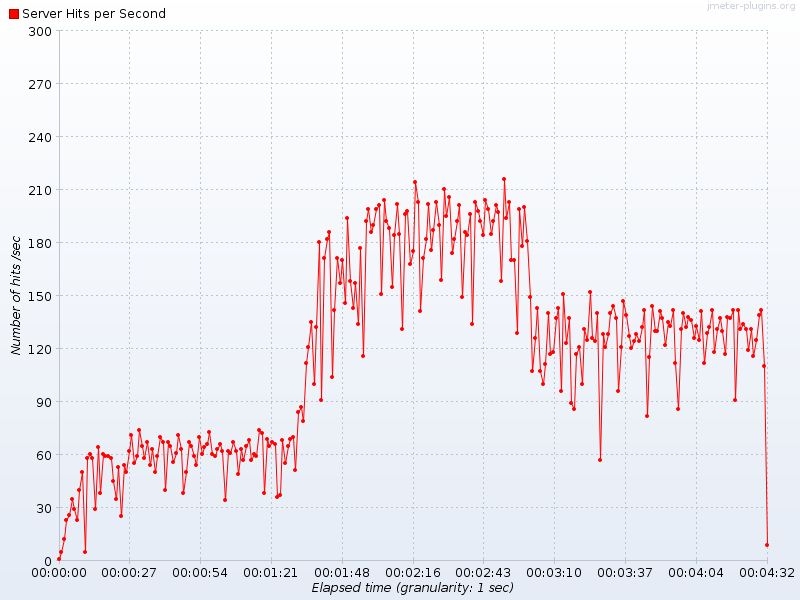 jmeter-plugins.org
Server Hits per Second
300
270
240
210
180
150
120
90
60
30
0
Number of hits /sec
00:00:00 00:00:27 00:00:54 00:01:21 00:01:48 00:02:16 00:02:43 00:03:10 00:03:37 00:04:04 00:04:32
Elapsed time (granularity: 1 sec)